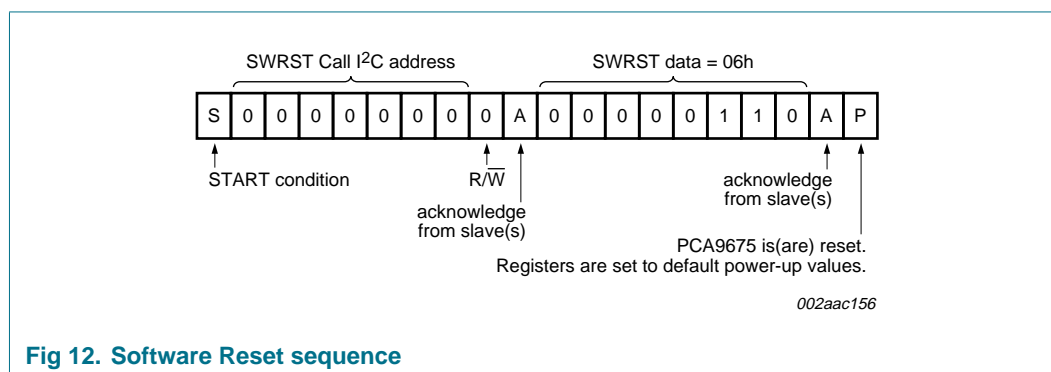 SWRST Call I2C address SWRST data = 06h
S 0 0 0 0 0 0 0 0 A 0 0 0 0 0 1 1 0 A P
START condition R/W acknowledge
acknowledge from slave(s)
from slave(s)
PCA9675 is(are) reset.
Registers are set to default power-up values.
002aac156
Fig 12. Software Reset sequence